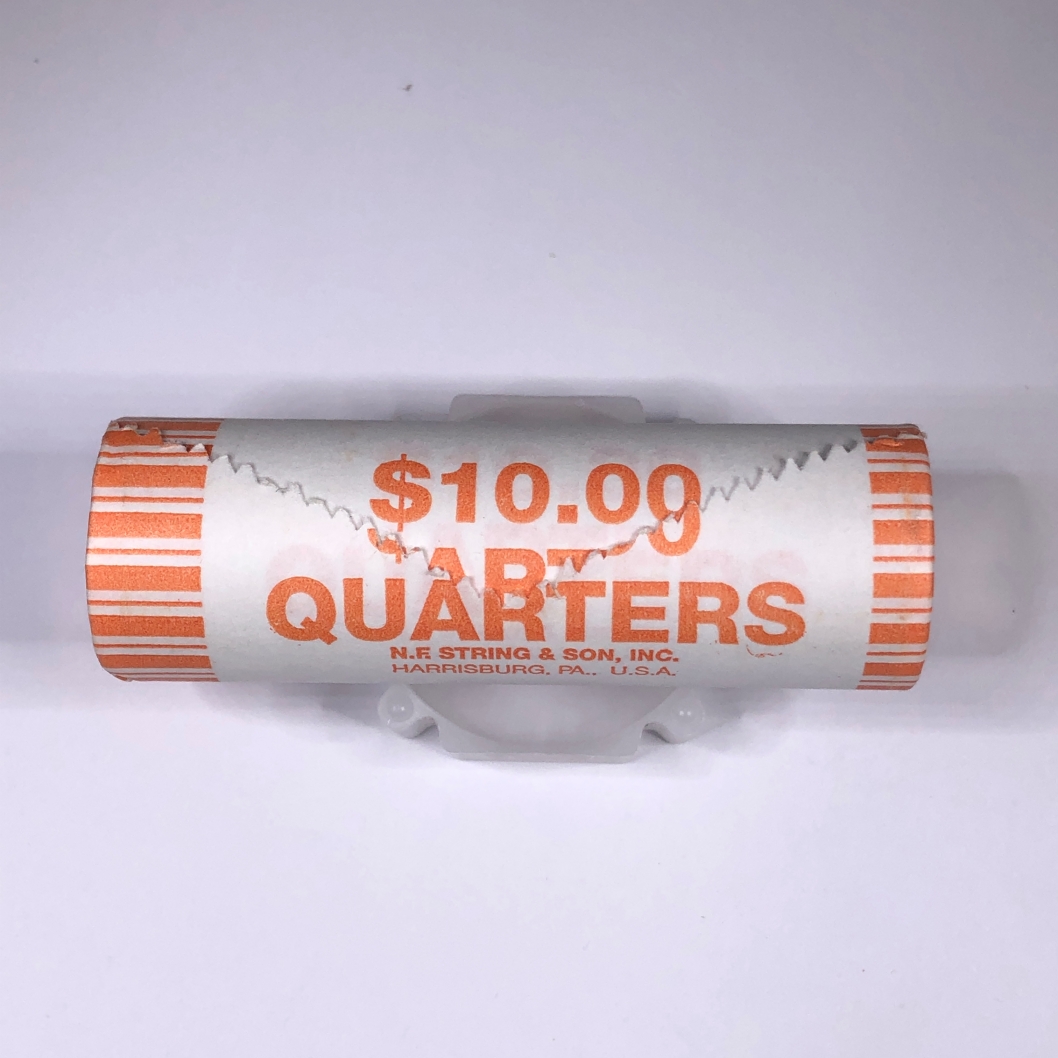 $10.00
QUARTERS
N.F. STRING & SON, INC.
HARRISBURG, PA., U.S.A.